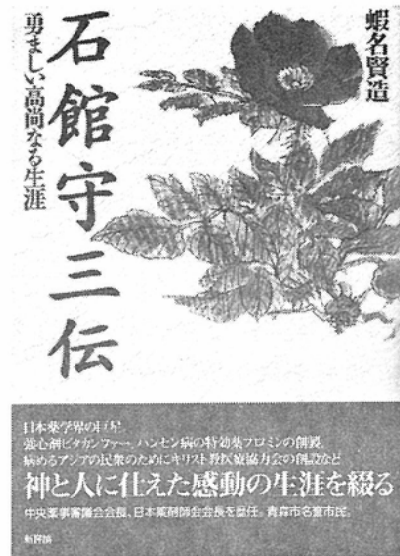 蝦名賢造
石館守三伝
勇ましい高尚なる生涯
日本薬学界の巨星。
強心剤ビタカンファー、ハンセン病の特効薬プロミンの創製、
病めるアジアの民衆のためにキリスト教医療協力会の創設など
神と人に仕えた感動の生涯を綴る
中央薬事審議会会長、日本薬剤師会会長を歴任。青森市名誉市民。
新評論